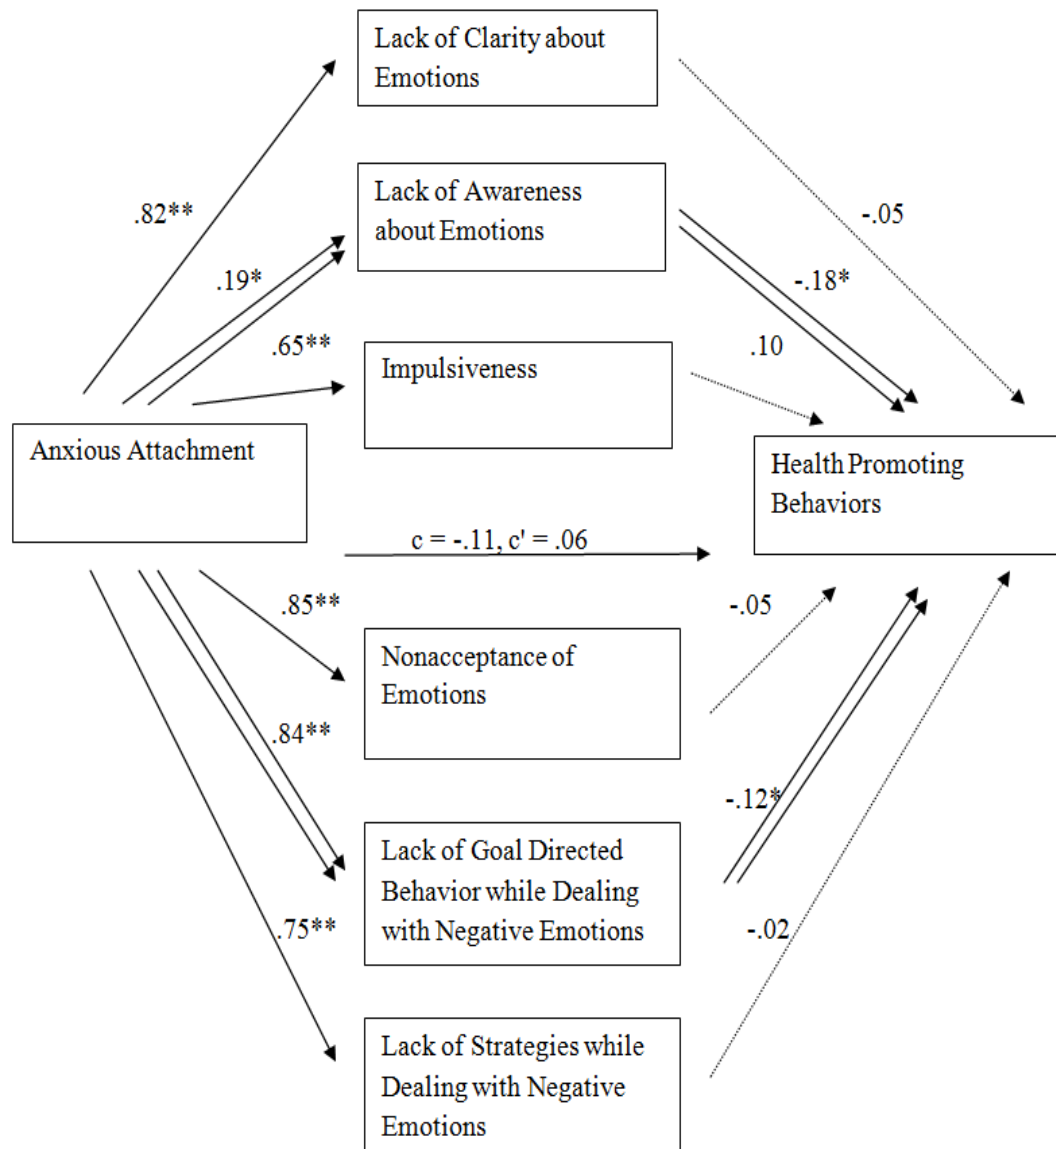 Lack of Clarity about
Emotions
.82**
-.05
Lack of Awareness
about Emotions
.19*
-.18*
.65**
.10
Impulsiveness
Anxious Attachment
Health Promoting
Behaviors
c = -.11, c' = .06
.85**
-.05
Nonacceptance of
Emotions
.84**
-.12*
Lack of Goal Directed
Behavior while Dealing
with Negative Emotions
.75**
-.02
Lack of Strategies while
Dealing with Negative
Emotions